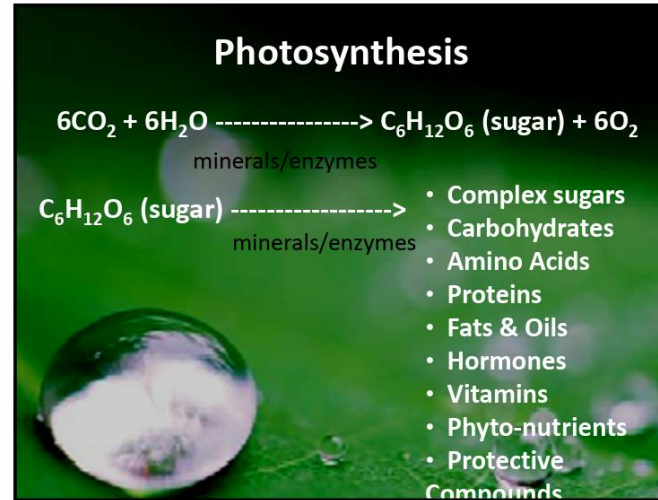 Photosynthesis
6CO₂ + 6H₂O ----------------> C₆H₁₂O₆ (sugar) + 6O₂
minerals/enzymes
C₆H₁₂O₆ (sugar) ------------------>
minerals/enzymes
• Complex sugars
• Carbohydrates
• Amino Acids
• Proteins
• Fats & Oils
• Hormones
• Vitamins
• Phyto-nutrients
• Protective
Compounds